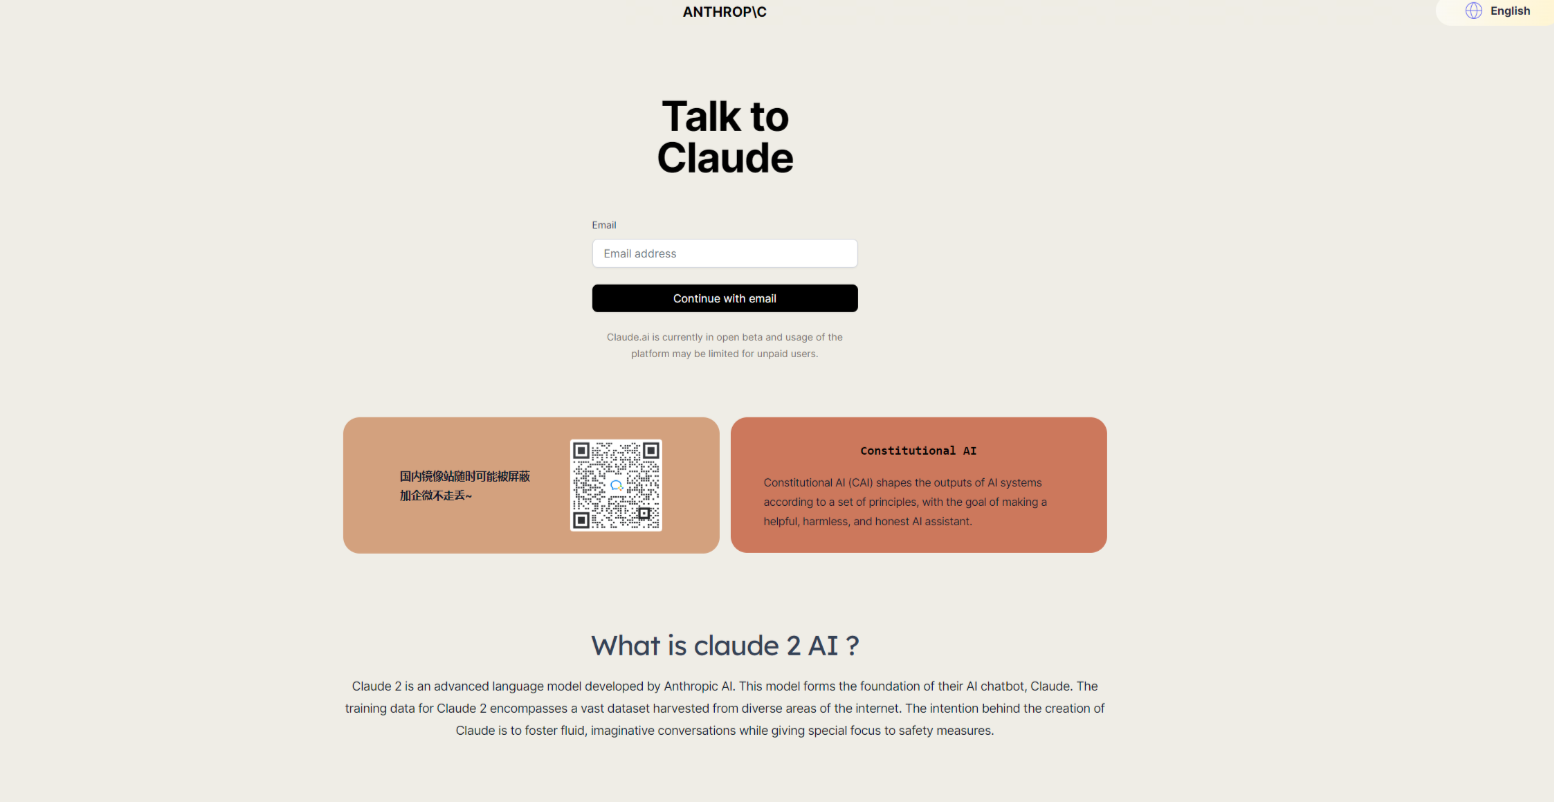 ANTHROP\C
English
Talk to
Claude
Email
Email address
Continue with email
Claude.ai is currently in open beta and usage of the
platform may be limited for unpaid users.
国内镜像站随时可能被屏蔽
加企微不走丢~
Constitutional AI
Constitutional AI (CAI) shapes the outputs of AI systems
according to a set of principles, with the goal of making a
helpful, harmless, and honest AI assistant.
What is claude 2 AI ?
Claude 2 is an advanced language model developed by Anthropic AI. This model forms the foundation of their AI chatbot, Claude. The
training data for Claude 2 encompasses a vast dataset harvested from diverse areas of the internet. The intention behind the creation of
Claude is to foster fluid, imaginative conversations while giving special focus to safety measures.